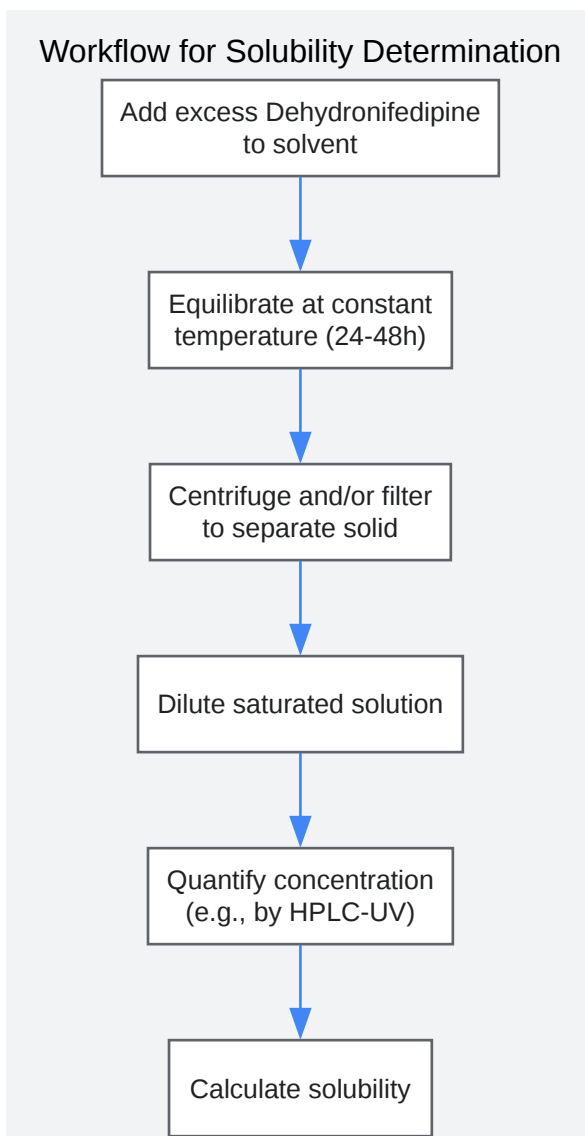 Workflow for Solubility Determination
Add excess Dehydronifedipine
to solvent
Equilibrate at constant
temperature (24-48h)
Centrifuge and/or filter
to separate solid
Dilute saturated solution
Quantify concentration
(e.g., by HPLC-UV)
Calculate solubility